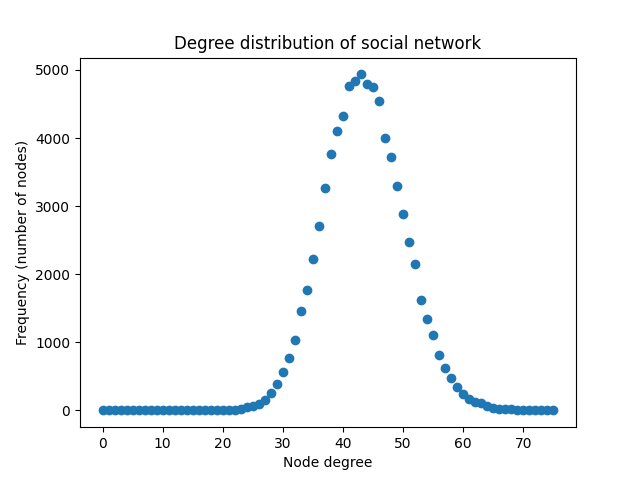 Degree distribution of social network
Frequency (number of nodes)
5000
4000
3000
2000
1000
0
0 10 20 30 40 50 60 70
Node degree